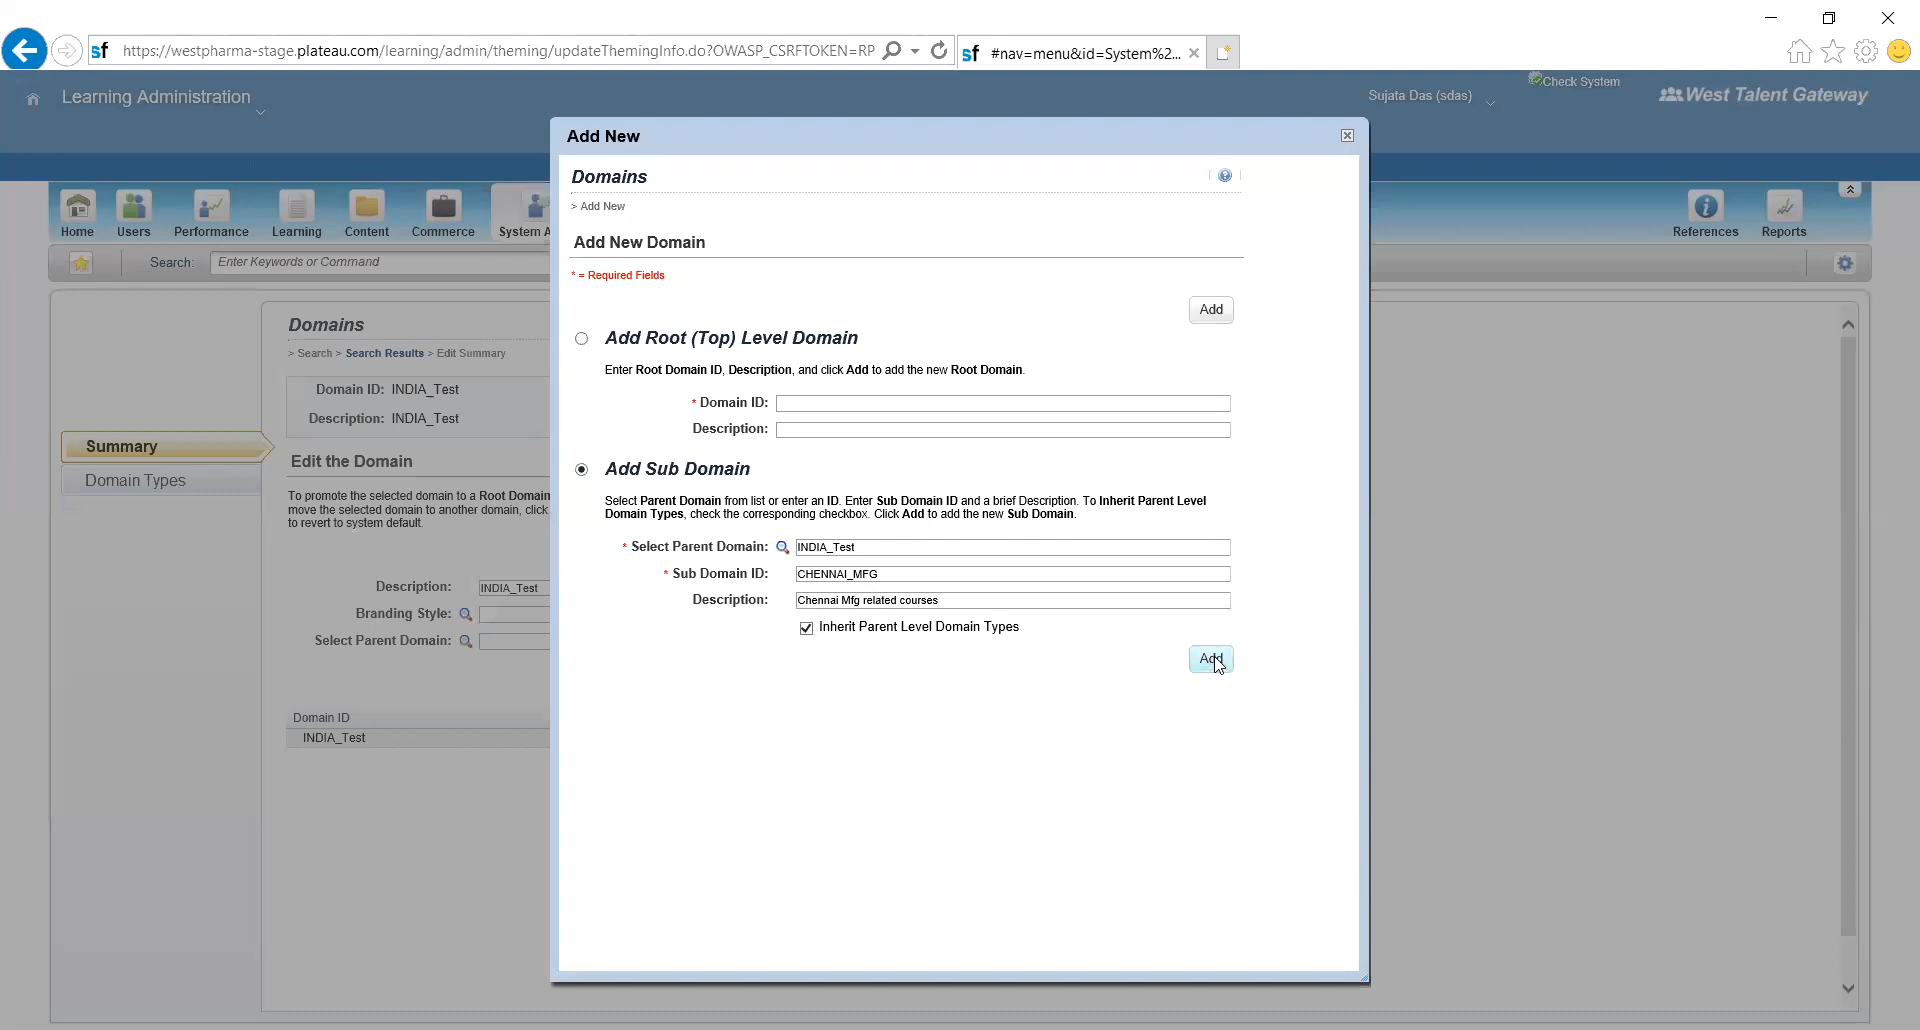 https://westpharma-stage.plateau.com/learning/admin/theming/updateThemingInfo.do?OWASP_CSRFTOKEN=RP
sf #nav=menu&id=System%2...
Learning Administration
Sujata Das (sdas)
Check System
West Talent Gateway
Home
Users
Performance
Learning
Content
Commerce
System A
References
Reports
Search:
Enter Keywords or Command
Summary
Domain Types
Domains
> Search > Search Results > Edit Summary
Domain ID: INDIA_Test
Description: INDIA_Test
Edit the Domain
To promote the selected domain to a Root Domain
move the selected domain to another domain, click
to revert to system default.
Description: INDIA_Test
Branding Style:
Select Parent Domain:
Domain ID
INDIA_Test
Add New
Domains
> Add New
Add New Domain
* = Required Fields
Add
Add Root (Top) Level Domain
Enter Root Domain ID, Description, and click Add to add the new Root Domain.
* Domain ID:
Description:
Add Sub Domain
Select Parent Domain from list or enter an ID. Enter Sub Domain ID and a brief Description. To Inherit Parent Level
Domain Types, check the corresponding checkbox. Click Add to add the new Sub Domain.
* Select Parent Domain: INDIA_Test
* Sub Domain ID: CHENNAI_MFG
Description: Chennai Mfg related courses
Inherit Parent Level Domain Types
Add